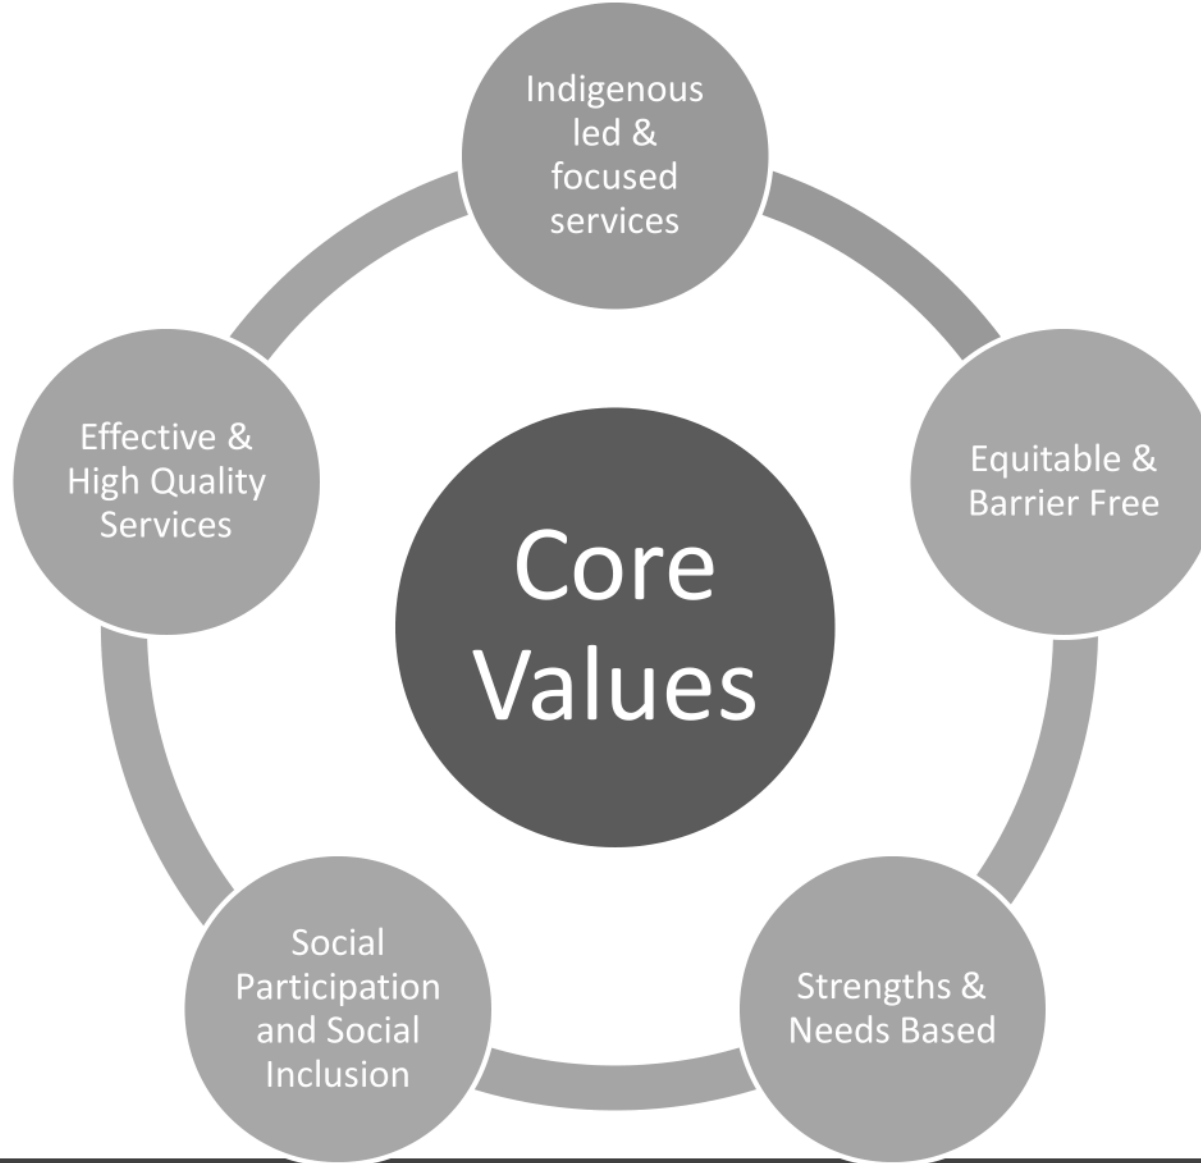 Indigenous
led &
focused
services
Equitable &
Barrier Free
Strengths &
Needs Based
Social
Participation
and Social
Inclusion
Effective &
High Quality
Services
Core
Values